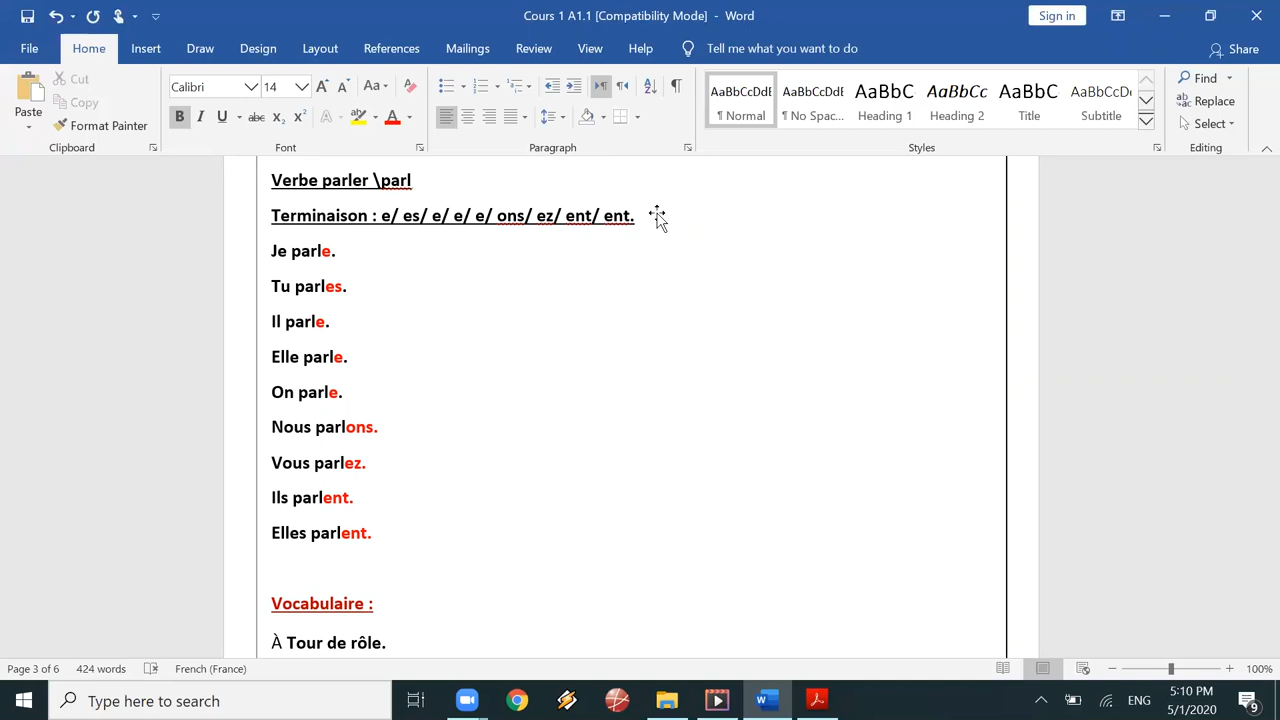 Cours 1 A1.1 [Compatibility Mode] - Word
Sign in
File Home Insert Draw Design Layout References Mailings Review View Help Tell me what you want to do Share
Paste
Cut
Copy
Format Painter
Clipboard
Calibri 14
Font
Paragraph
AaBbCcDdE AaBbCcDdE AaBbC AaBbCc AaBbC AaBbCcDc
¶ Normal ¶ No Spac... Heading 1 Heading 2 Title Subtitle
Styles
Find
Replace
Select
Editing
Verbe parler \parl
Terminaison : e/ es/ e/ e/ e/ ons/ ez/ ent/ ent.
Je parle.
Tu parles.
Il parle.
Elle parle.
On parle.
Nous parlons.
Vous parlez.
Ils parlent.
Elles parlent.
Vocabulaire :
À Tour de rôle.
Page 3 of 6 424 words French (France) 100%
Type here to search
ENG
5:10 PM
5/1/2020
9